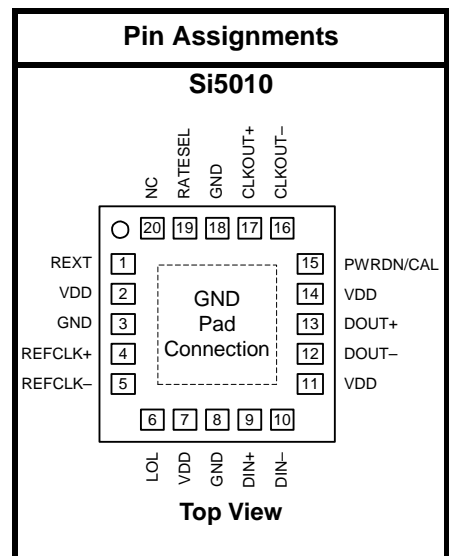 Pin Assignments
Si5010
NC
RATESEL
GND
CLKOUT+
CLKOUT–
20 19 18 17 16
REXT 1
VDD 2
GND 3
REFCLK+ 4
REFCLK– 5
GND
Pad
Connection
15 PWRDN/CAL
14 VDD
13 DOUT+
12 DOUT–
11 VDD
6 7 8 9 10
LOL
VDD
GND
DIN+
DIN–
Top View